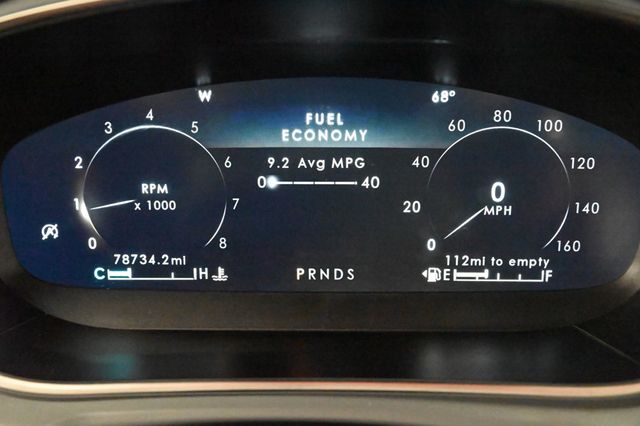 W
68°
FUEL
ECONOMY
9.2 Avg MPG
0 40
0 1 2 3 4 5 6 7 8
RPM
x 1000
0 20 40 60 80 100 120 140 160
0
MPH
78734.2mi
112mi to empty
C H
PRNDS
E F